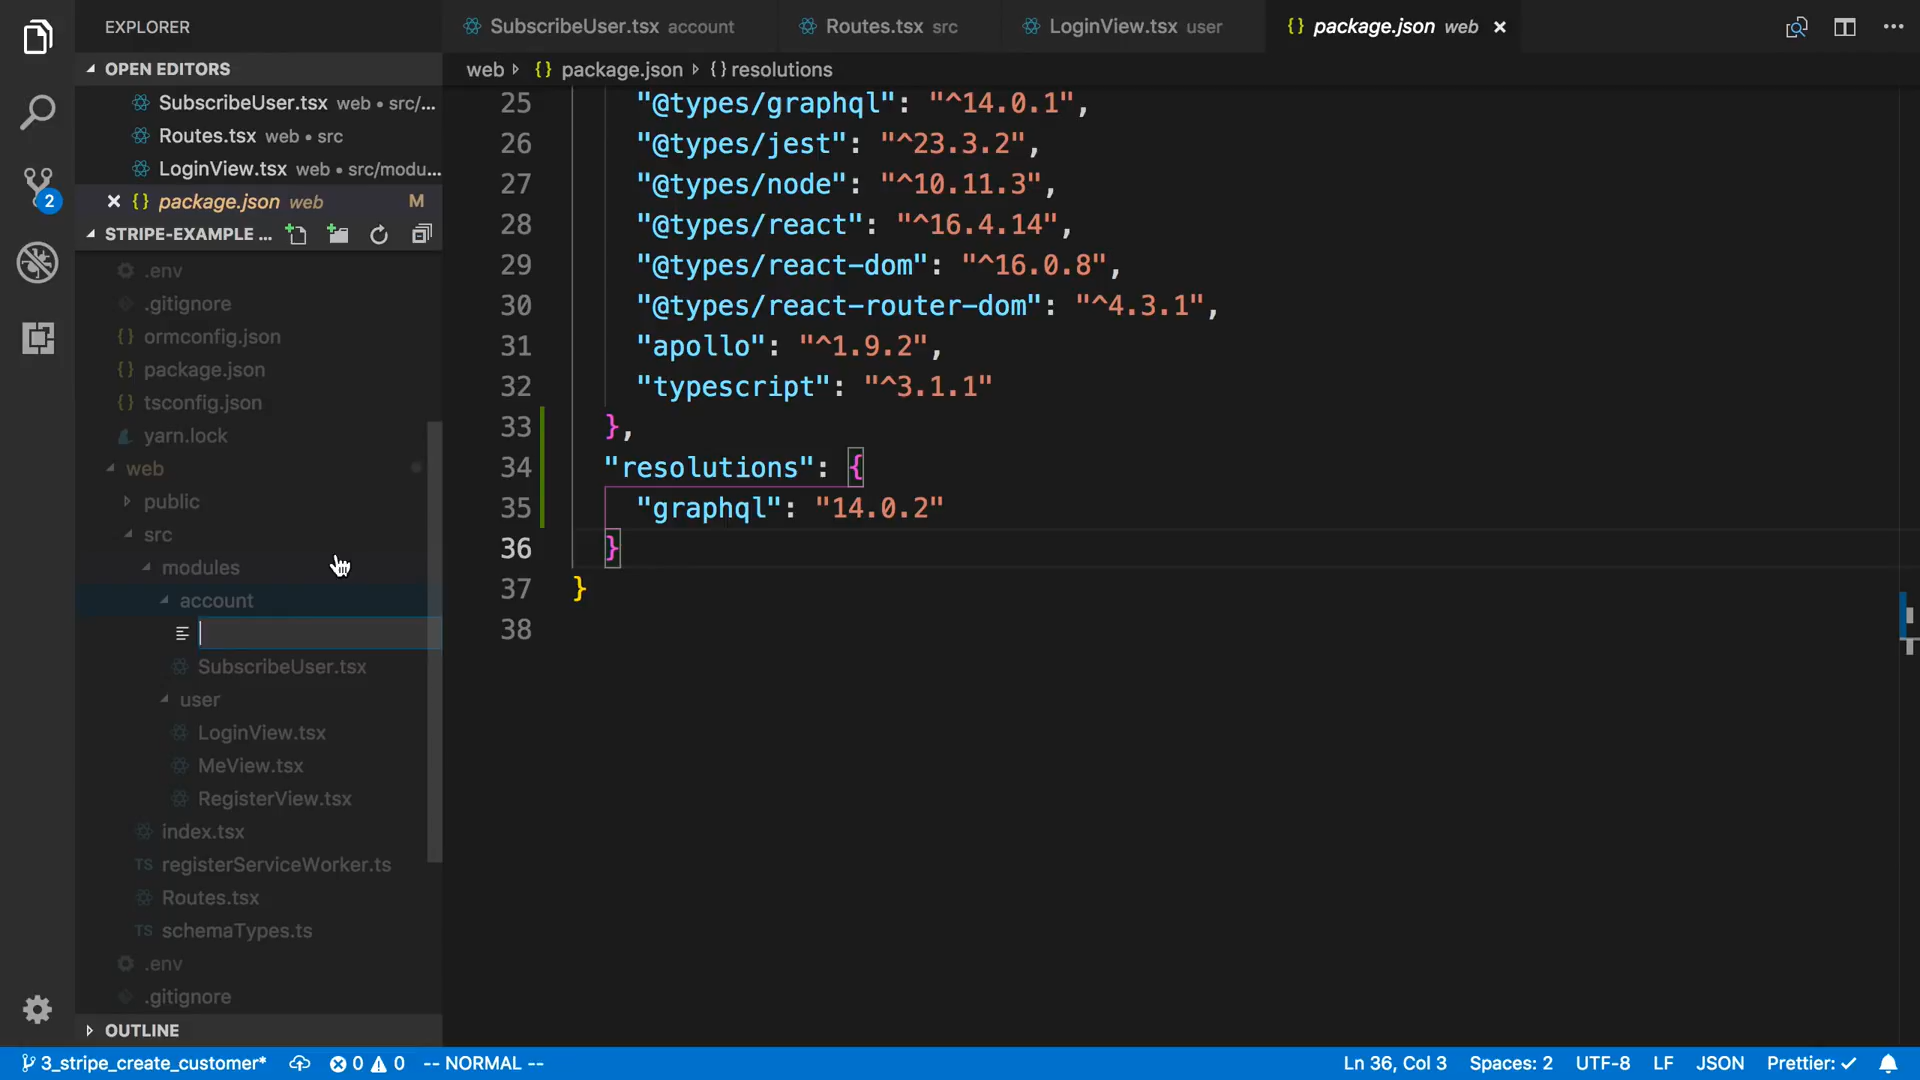 EXPLORER
OPEN EDITORS
SubscribeUser.tsx web • src/...
Routes.tsx web • src
LoginView.tsx web • src/modu...
package.json web M
STRIPE-EXAMPLE ...
.env
.gitignore
ormconfig.json
package.json
tsconfig.json
yarn.lock
web
public
src
modules
account
SubscribeUser.tsx
user
LoginView.tsx
MeView.tsx
RegisterView.tsx
index.tsx
TS registerServiceWorker.ts
Routes.tsx
TS schemaTypes.ts
.env
.gitignore
OUTLINE
2
SubscribeUser.tsx account
Routes.tsx src
LoginView.tsx user
{} package.json web
web {} package.json {} resolutions
25 "@types/graphql": "^14.0.1",
26 "@types/jest": "^23.3.2",
27 "@types/node": "^10.11.3",
28 "@types/react": "^16.4.14",
29 "@types/react-dom": "^16.0.8",
30 "@types/react-router-dom": "^4.3.1",
31 "apollo": "^1.9.2",
32 "typescript": "^3.1.1"
33 },
34 "resolutions": {
35 "graphql": "14.0.2"
36 }
37 }
38
3_stripe_create_customer* 0 0 -- NORMAL -- Ln 36, Col 3 Spaces: 2 UTF-8 LF JSON Prettier: ✓